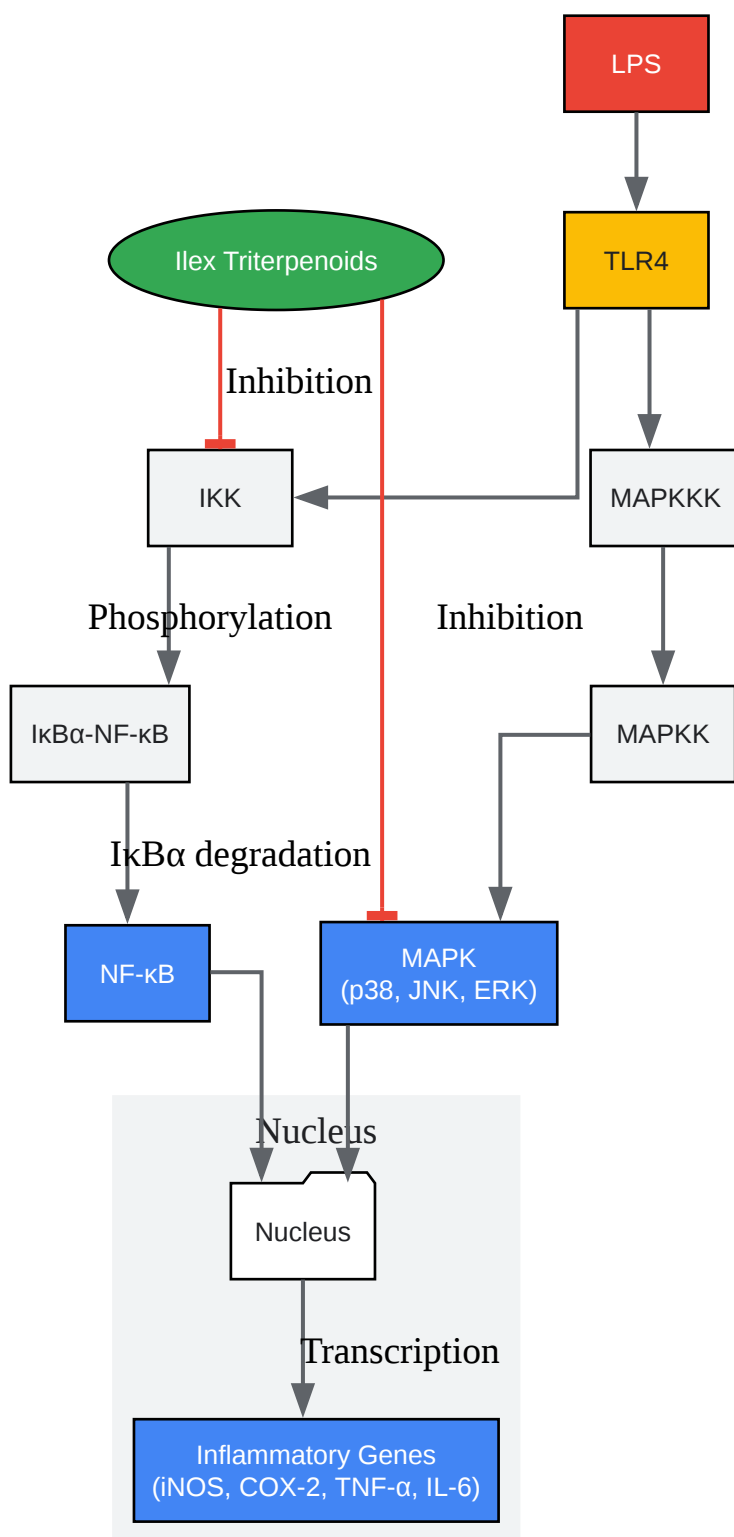 LPS
Ilex Triterpenoids
TLR4
Inhibition
IKK
MAPKKK
Phosphorylation
Inhibition
IκBα-NF-κB
MAPKK
IκBα degradation
NF-κB
MAPK
(p38, JNK, ERK)
Nucleus
Nucleus
Transcription
Inflammatory Genes
(iNOS, COX-2, TNF-α, IL-6)